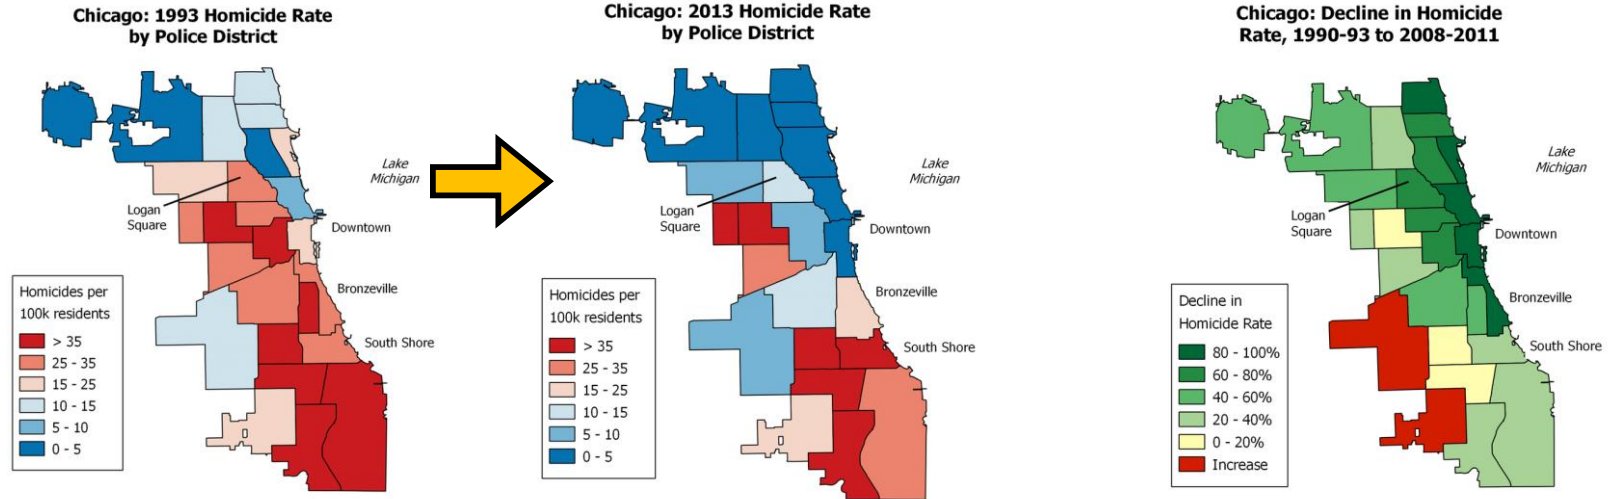 Chicago: 1993 Homicide Rate
by Police District
Lake
Michigan
Logan
Square
Downtown
Bronzeville
South Shore
Homicides per
100k residents
> 35
25 - 35
15 - 25
10 - 15
5 - 10
0 - 5
Chicago: 2013 Homicide Rate
by Police District
Lake
Michigan
Logan
Square
Downtown
Bronzeville
South Shore
Homicides per
100k residents
> 35
25 - 35
15 - 25
10 - 15
5 - 10
0 - 5
Chicago: Decline in Homicide
Rate, 1990-93 to 2008-2011
Lake
Michigan
Logan
Square
Downtown
Bronzeville
South Shore
Decline in
Homicide Rate
80 - 100%
60 - 80%
40 - 60%
20 - 40%
0 - 20%
Increase